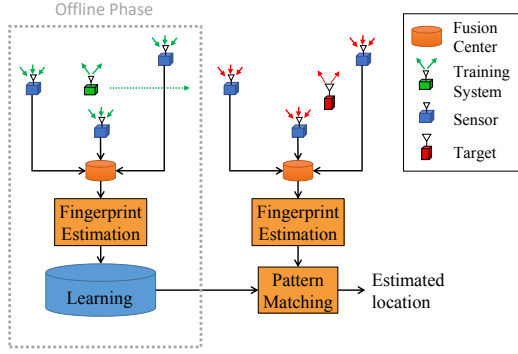 Offline Phase
Fusion
Center
Training
System
Sensor
Target
Fingerprint
Estimation
Fingerprint
Estimation
Learning
Pattern
Matching
Estimated
location